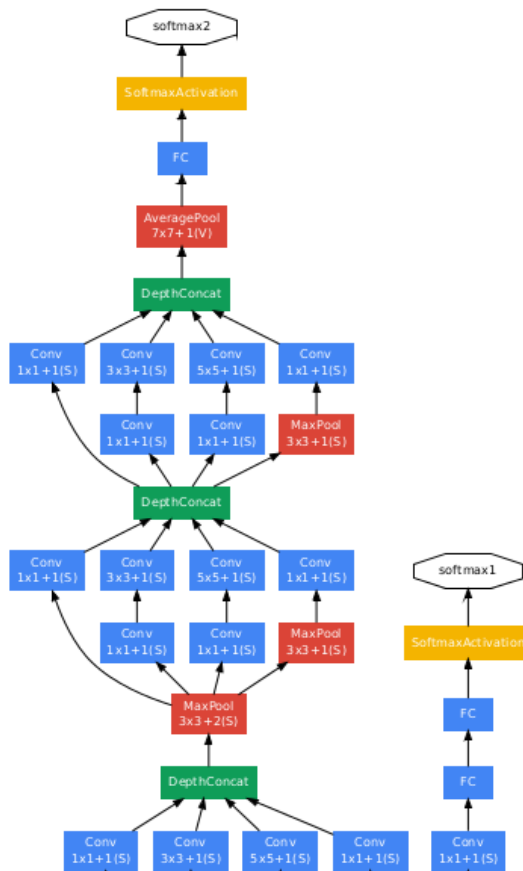 softmax2
SoftmaxActivation
FC
AveragePool
7x7+1(V)
DepthConcat
Conv
1x1+1(S)
Conv
3x3+1(S)
Conv
5x5+1(S)
Conv
1x1+1(S)
Conv
1x1+1(S)
Conv
1x1+1(S)
MaxPool
3x3+1(S)
DepthConcat
Conv
1x1+1(S)
Conv
3x3+1(S)
Conv
5x5+1(S)
Conv
1x1+1(S)
softmax1
Conv
1x1+1(S)
Conv
1x1+1(S)
MaxPool
3x3+1(S)
SoftmaxActivation
MaxPool
3x3+2(S)
FC
DepthConcat
FC
Conv
1x1+1(S)
Conv
3x3+1(S)
Conv
5x5+1(S)
Conv
1x1+1(S)
Conv
1x1+1(S)